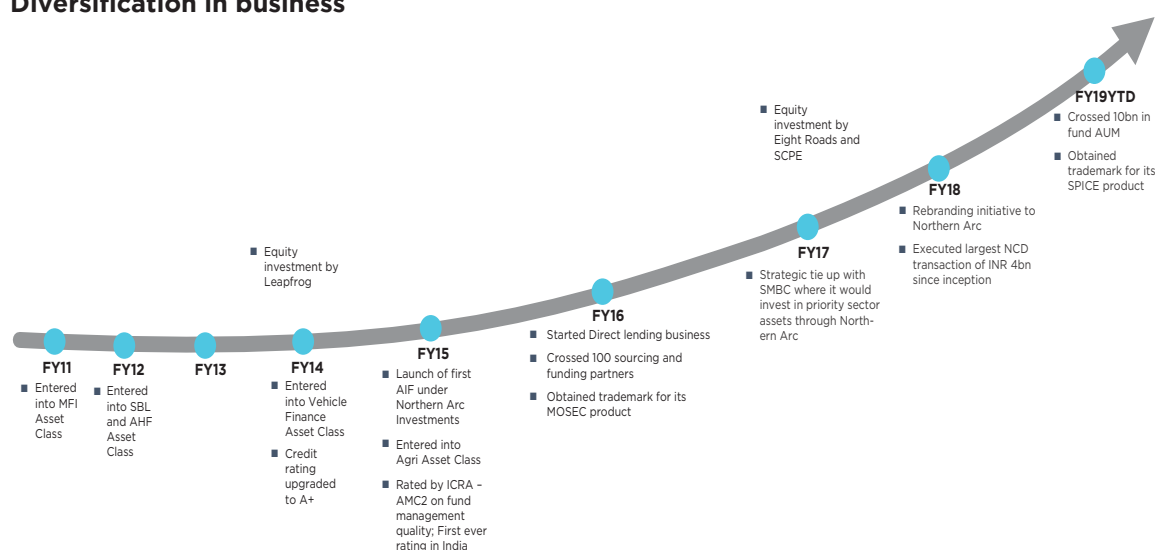 Diversification in business
FY11
■ Entered
into MFI
Asset
Class
FY12
■ Entered
into SBL
and AHF
Asset
Class
FY13
■ Equity
investment by
Leapfrog
FY14
■ Entered
into Vehicle
Finance
Asset Class
■ Credit
rating
upgraded
to A+
FY15
■ Launch of first
AIF under
Northern Arc
Investments
■ Entered into
Agri Asset Class
■ Rated by ICRA –
AMC2 on fund
management
quality; First ever
rating in India
FY16
■ Started Direct lending business
■ Crossed 100 sourcing and
funding partners
■ Obtained trademark for its
MOSEC product
■ Equity
investment by
Eight Roads and
SCPE
FY17
■ Strategic tie up with
SMBC where it would
invest in priority sector
assets through North-
ern Arc
FY18
■ Rebranding initiative to
Northern Arc
■ Executed largest NCD
transaction of INR 4bn
since inception
FY19YTD
■ Crossed 10bn in
fund AUM
■ Obtained
trademark for its
SPICE product